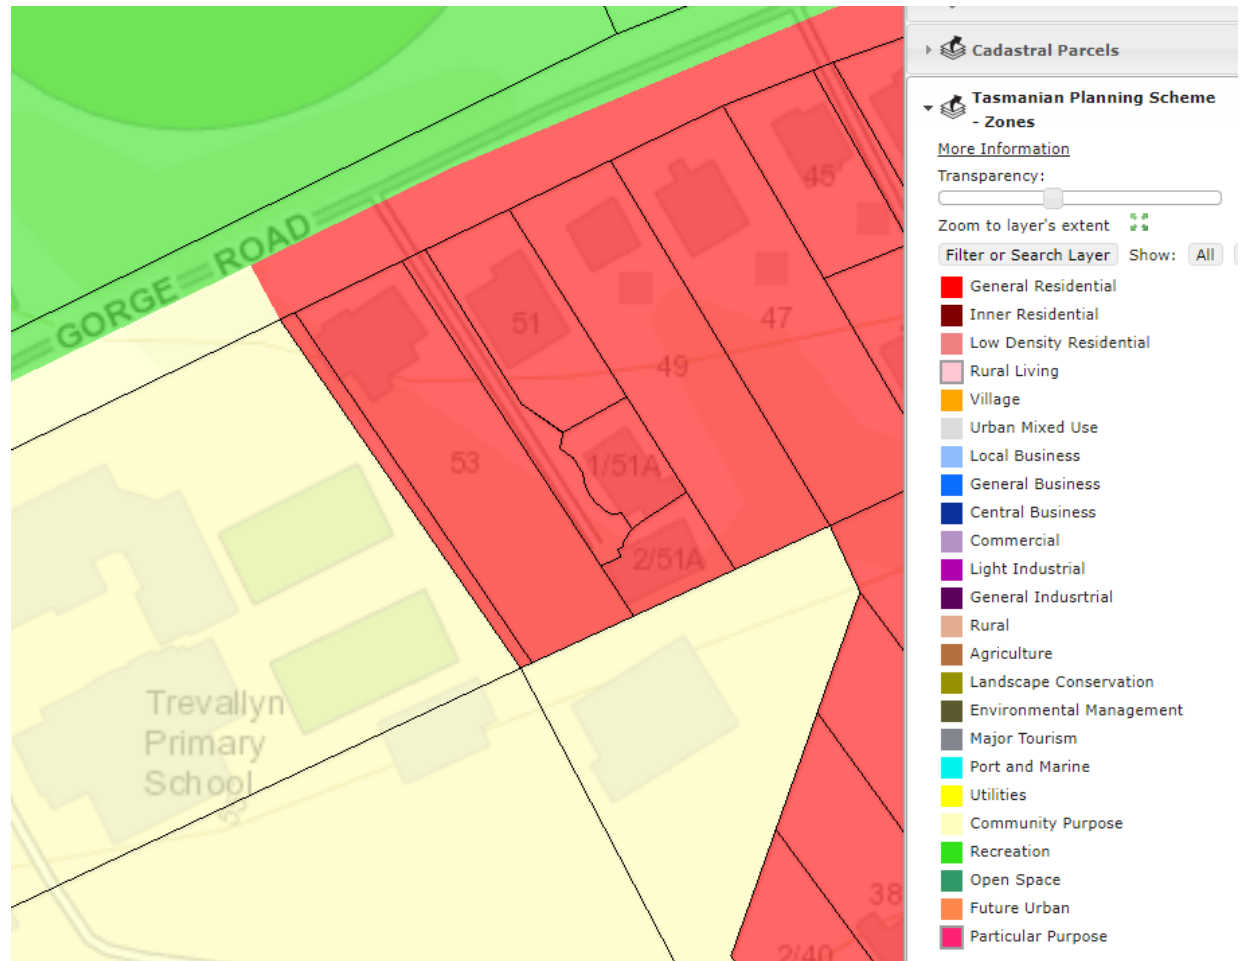 GORGE ROAD
45
51
47
49
53
1/51A
2/51A
Trevallyn
Primary
School
38
2/40
Cadastral Parcels
Tasmanian Planning Scheme
- Zones
More Information
Transparency:
Zoom to layer's extent
Filter or Search Layer Show: All
General Residential
Inner Residential
Low Density Residential
Rural Living
Village
Urban Mixed Use
Local Business
General Business
Central Business
Commercial
Light Industrial
General Indusrtrial
Rural
Agriculture
Landscape Conservation
Environmental Management
Major Tourism
Port and Marine
Utilities
Community Purpose
Recreation
Open Space
Future Urban
Particular Purpose